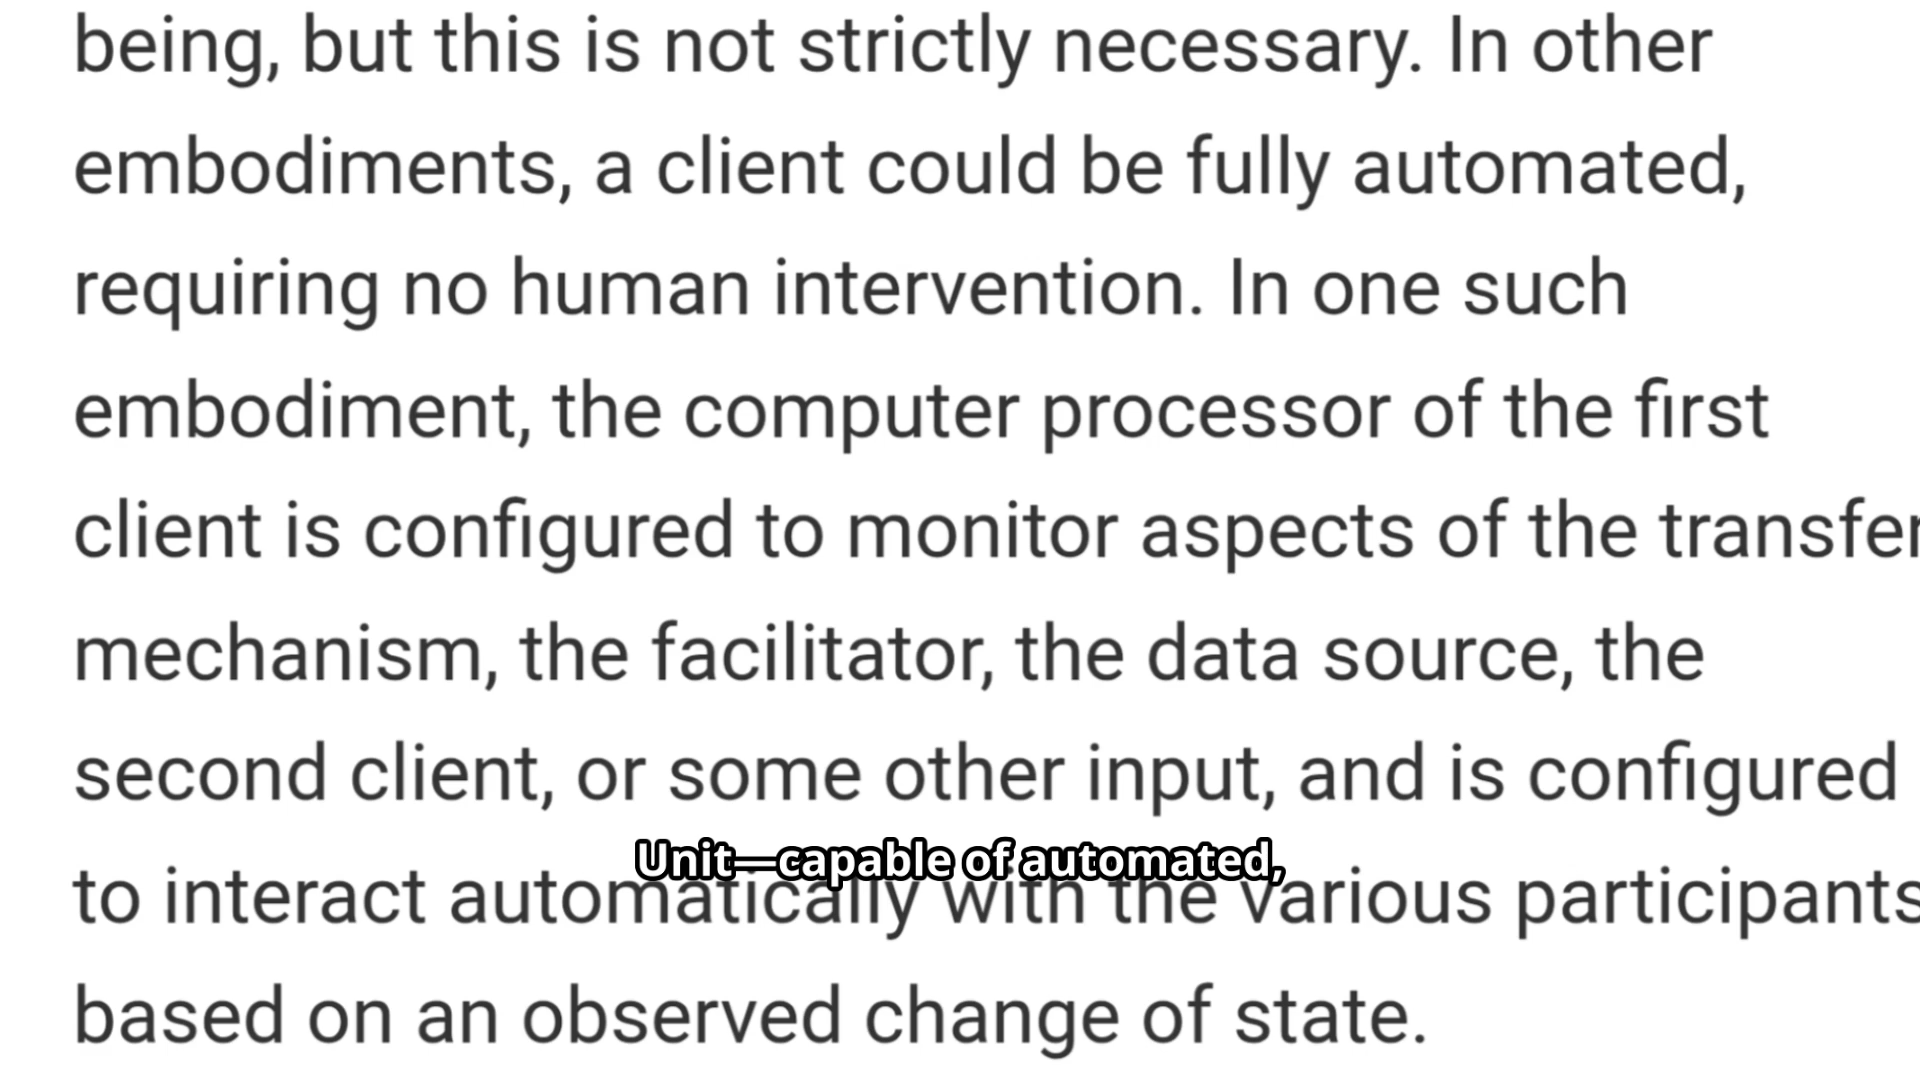 being, but this is not strictly necessary. In other
embodiments, a client could be fully automated,
requiring no human intervention. In one such
embodiment, the computer processor of the first
client is configured to monitor aspects of the transfer
mechanism, the facilitator, the data source, the
second client, or some other input, and is configured
Unit—capable of automated,
to interact automatically with the various participants
based on an observed change of state.